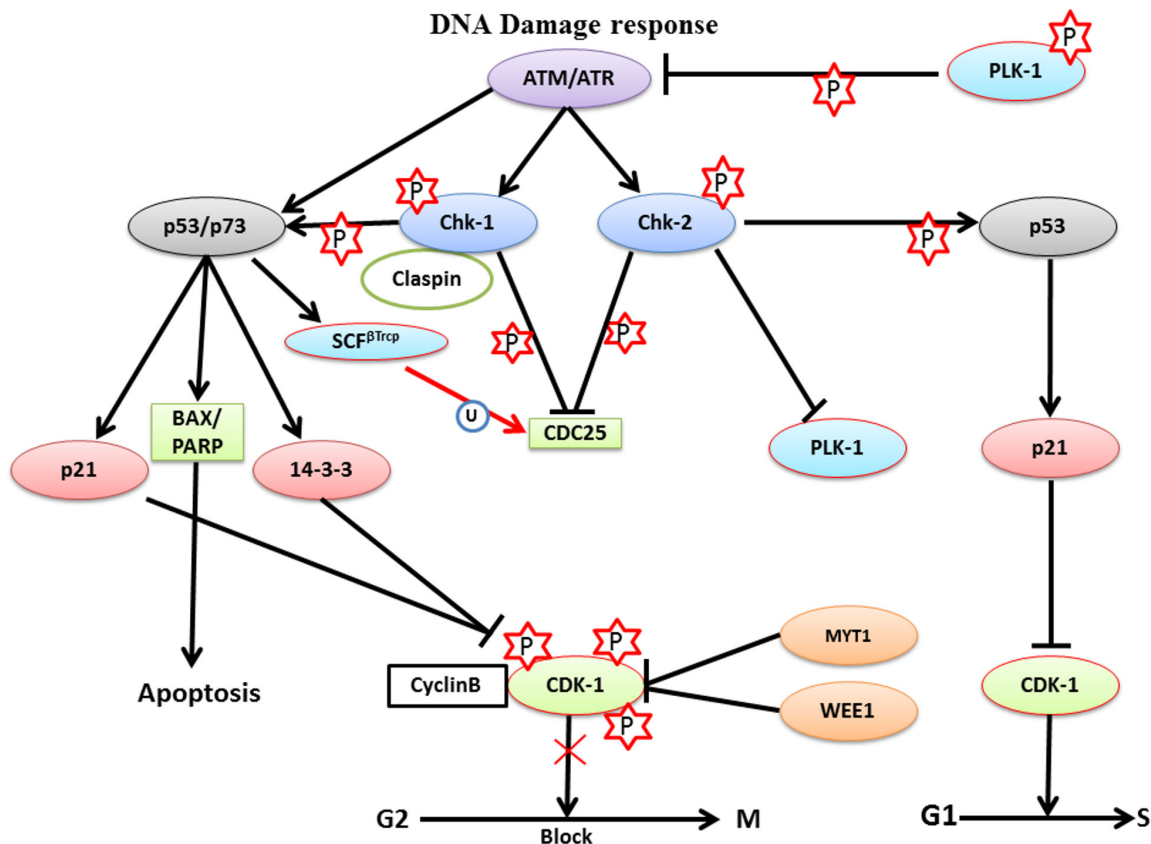 DNA Damage response
P
ATM/ATR
PLK-1
P
P
P
p53/p73
Chk-1
Chk-2
p53
P
P
Claspin
SCFβTrcp
P
P
U
BAX/
PARP
CDC25
p21
14-3-3
PLK-1
p21
P
P
MYT1
Apoptosis
CyclinB
CDK-1
CDK-1
WEE1
P
G2
M
G1
S
Block